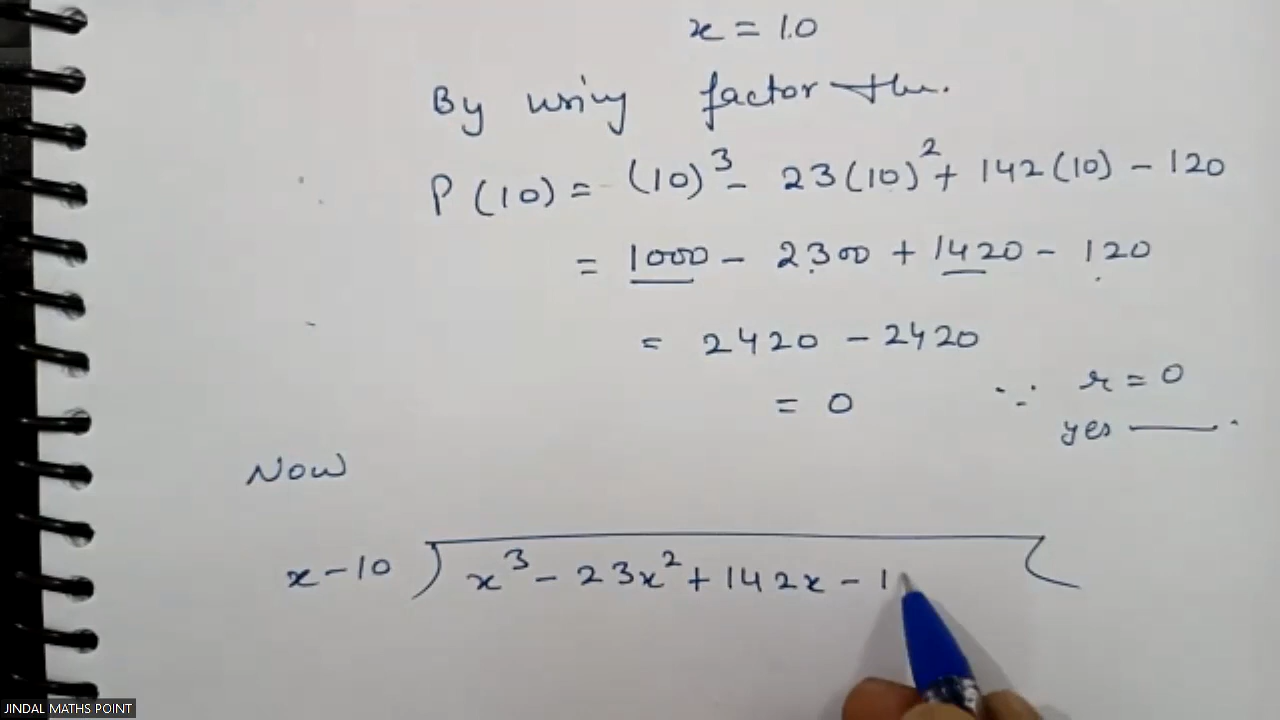 x = 10
By using factor thm.
P(10) = (10)³ - 23(10)² + 142(10) - 120
= 1000 - 2300 + 1420 - 120
= 2420 - 2420
= 0 ∵ r = 0
yes ——.
Now
x - 10 ) x³ - 23x² + 142x - 1
JINDAL MATHS POINT